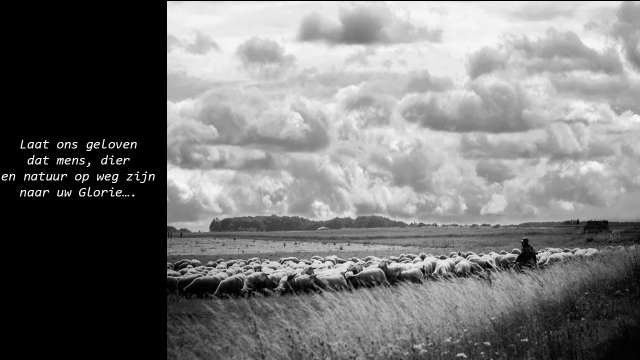 Laat ons geloven
dat mens, dier
en natuur op weg zijn
naar uw Glorie….